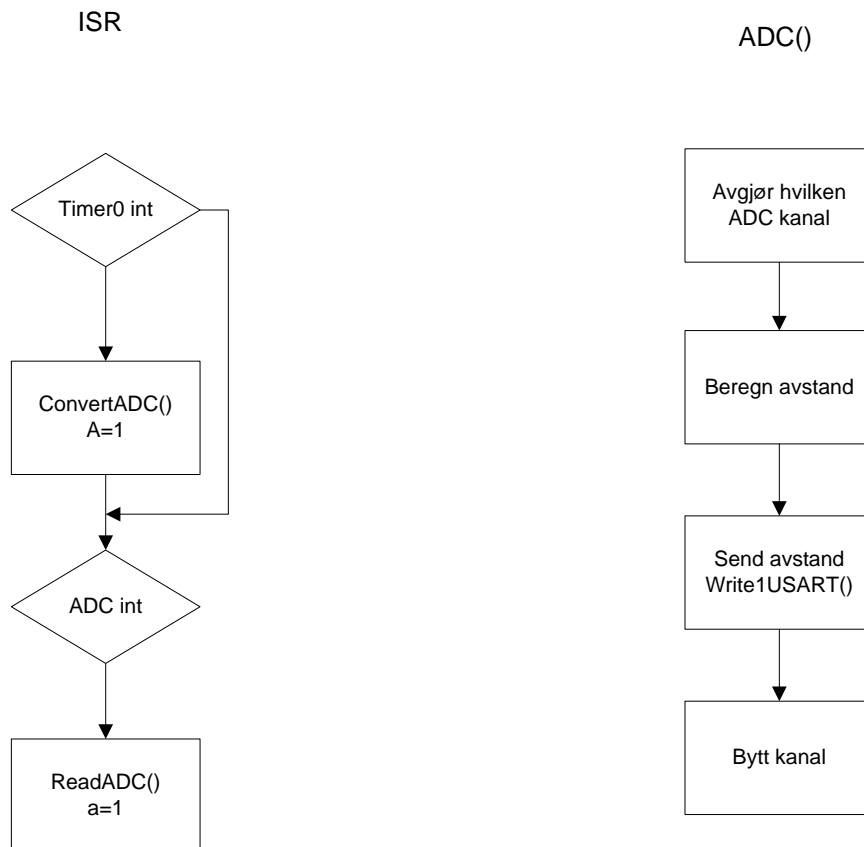 ISR
Timer0 int
ConvertADC()
A=1
ADC int
ReadADC()
a=1
ADC()
Avgjør hvilken
ADC kanal
Beregn avstand
Send avstand
Write1USART()
Bytt kanal